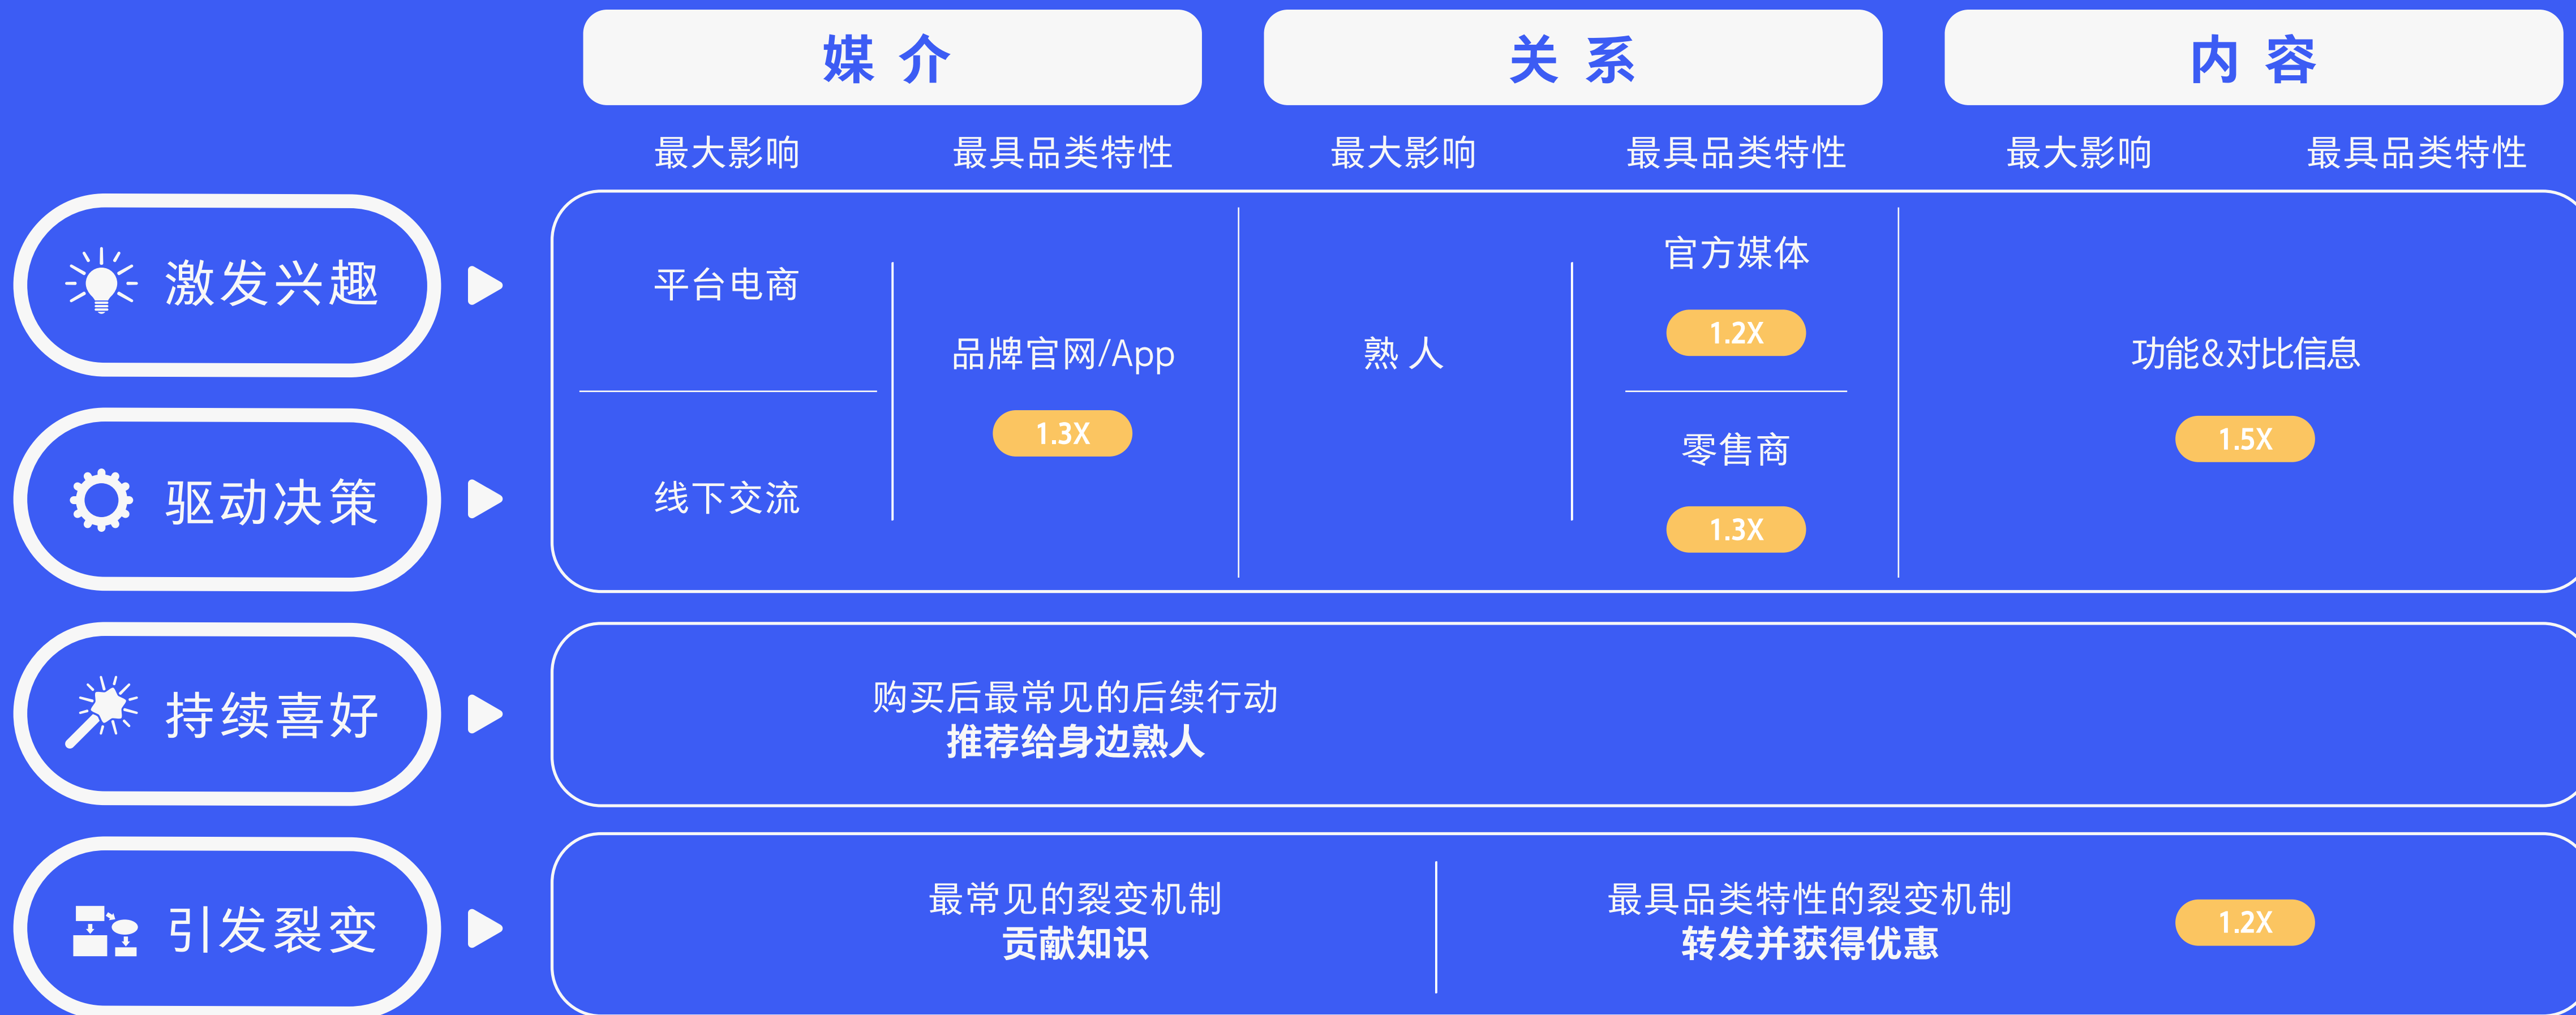 媒 介
关 系
内 容
最大影响
最具品类特性
最大影响
最具品类特性
最大影响
最具品类特性
激发兴趣
驱动决策
平台电商
线下交流
品牌官网/App
1.3X
熟 人
官方媒体
1.2X
零售商
1.3X
功能&对比信息
1.5X
持续喜好
购买后最常见的后续行动
推荐给身边熟人
引发裂变
最常见的裂变机制
贡献知识
最具品类特性的裂变机制
转发并获得优惠
1.2X